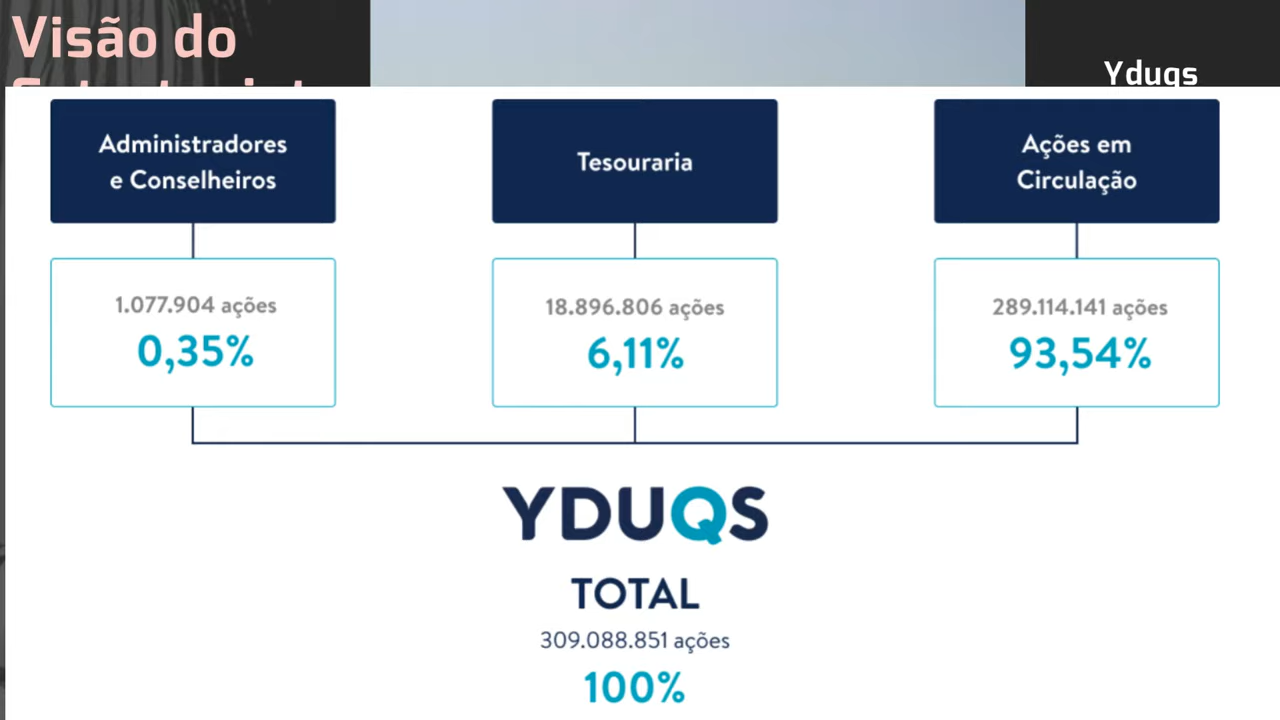 Visão do
Yduqs
Administradores
e Conselheiros
Tesouraria
Ações em
Circulação
1.077.904 ações
0,35%
18.896.806 ações
6,11%
289.114.141 ações
93,54%
YDUQS
TOTAL
309.088.851 ações
100%